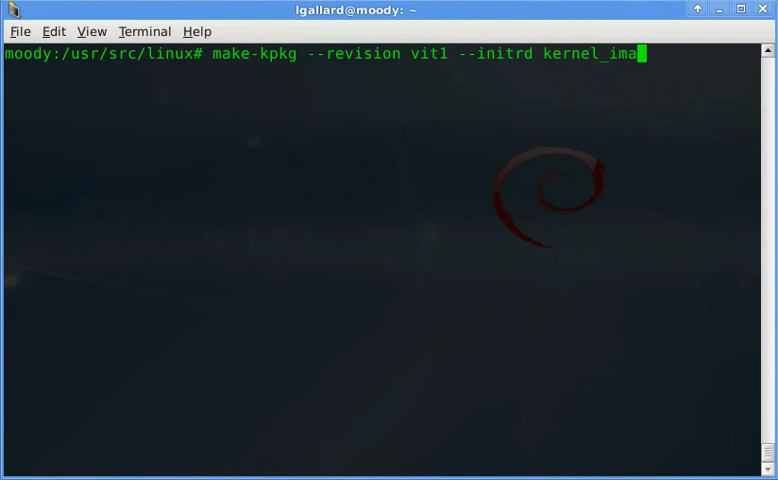 lgallard@moody: ~
File Edit View Terminal Help
moody:/usr/src/linux# make-kpkg --revision vit1 --initrd kernel_ima